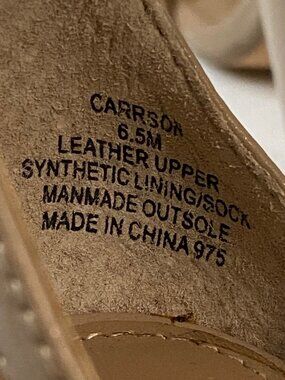 CARRSON
6.5M
LEATHER UPPER
SYNTHETIC LINING/SOCK
MANMADE OUTSOLE
MADE IN CHINA 975